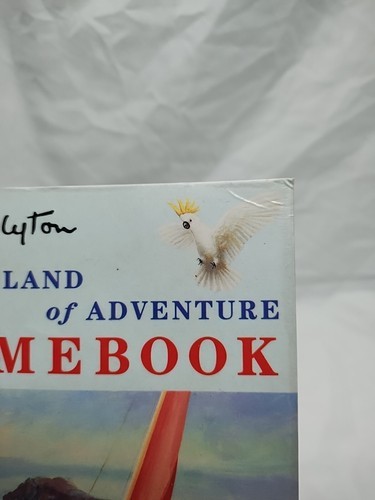 lyton
LAND
of ADVENTURE
MEBOOK